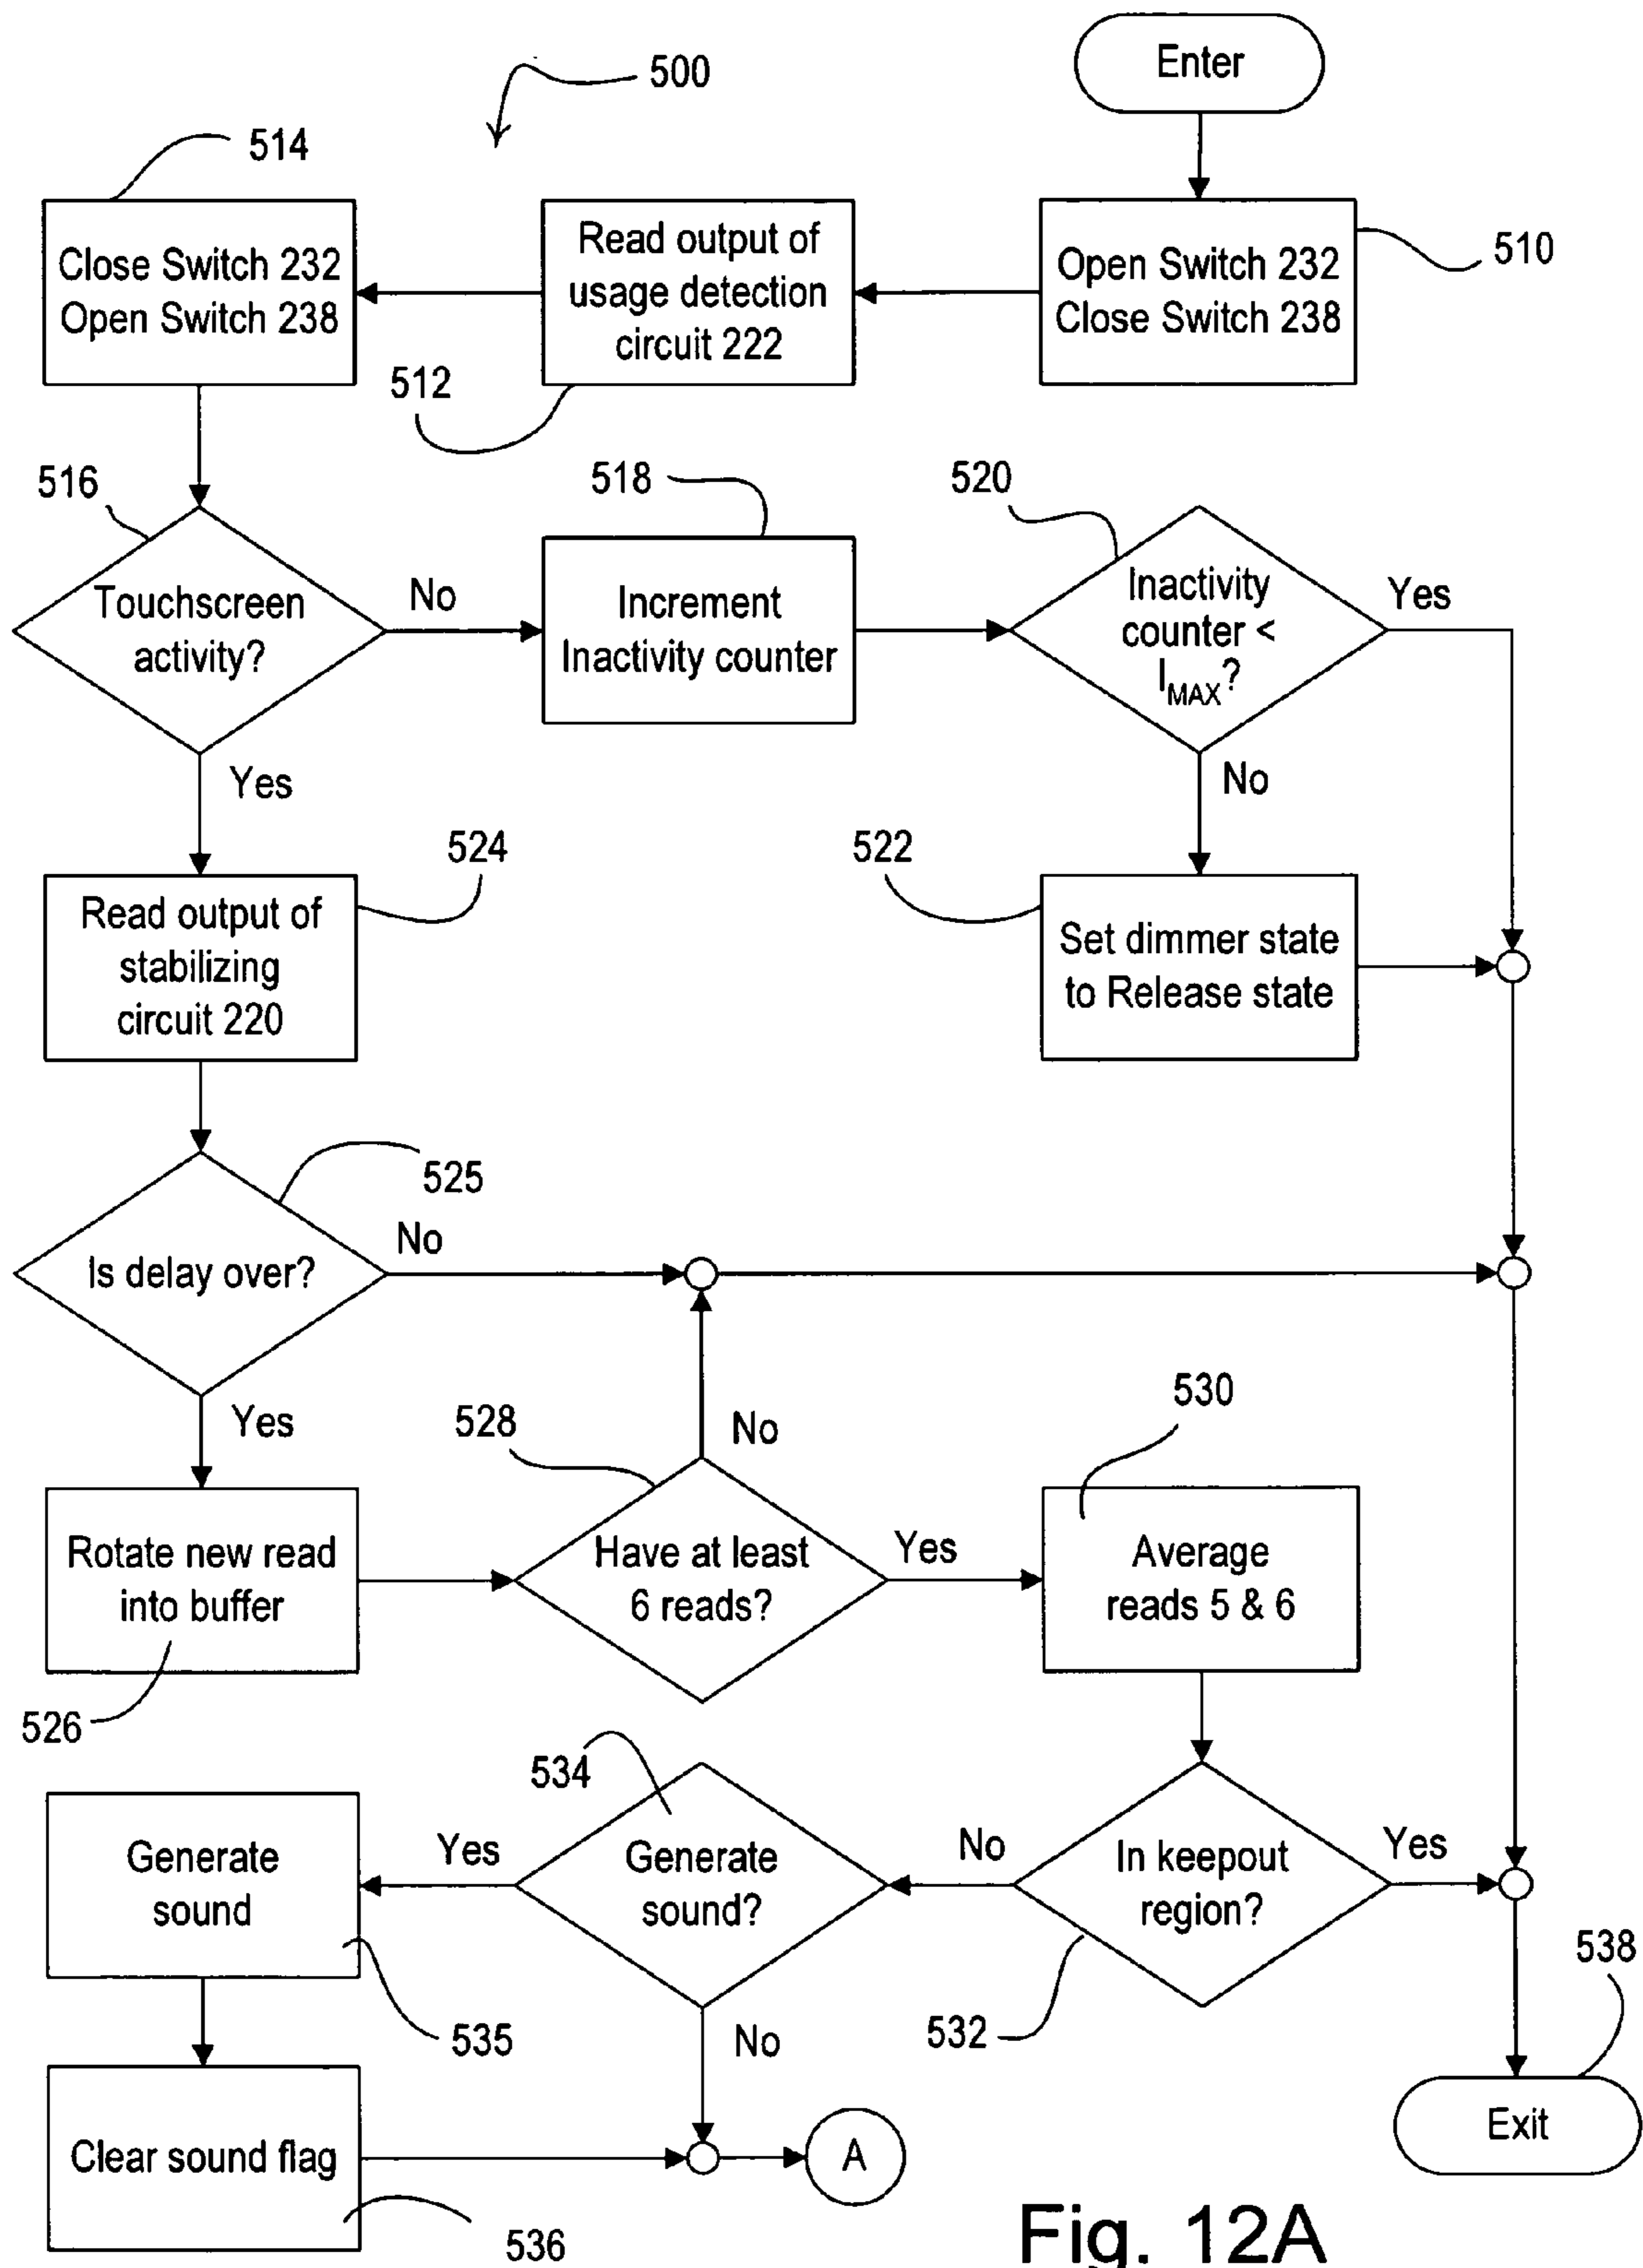 Enter
500
514
Close Switch 232
Open Switch 238
Read output of
usage detection
circuit 222
Open Switch 232
Close Switch 238
510
512
516
518
520
Touchscreen
activity?
No
Increment
Inactivity counter
Inactivity
counter <
IMAX?
Yes
Yes
No
524
522
Read output of
stabilizing
circuit 220
Set dimmer state
to Release state
525
Is delay over?
No
Yes
528
No
530
Rotate new read
into buffer
Have at least
6 reads?
Yes
Average
reads 5 & 6
526
534
Generate
sound
Yes
Generate
sound?
No
In keepout
region?
Yes
535
No
532
538
Clear sound flag
A
Exit
536
Fig. 12A